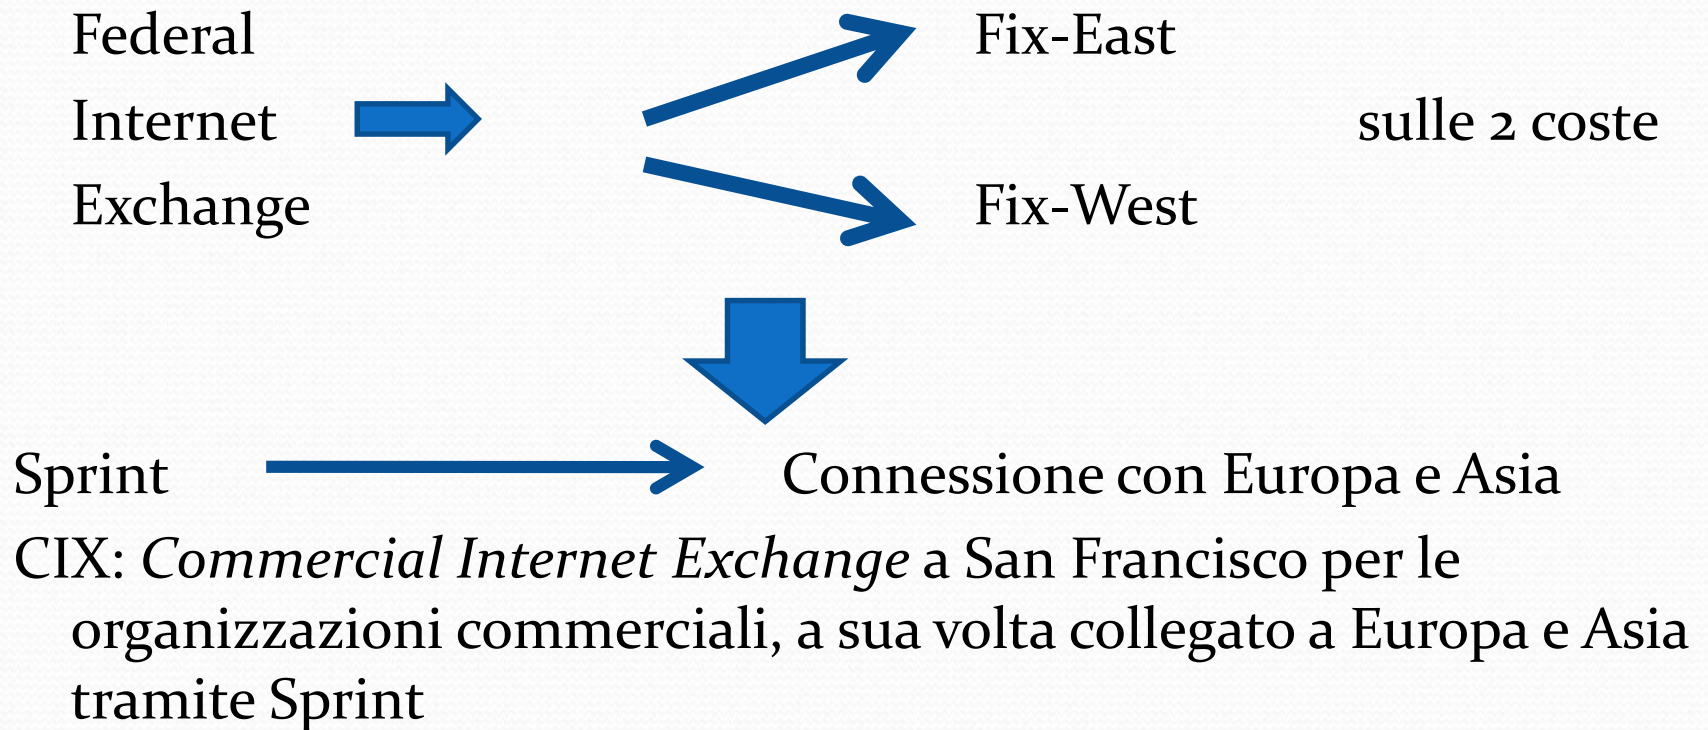 Federal Fix-East
Internet sulle 2 coste
Exchange Fix-West
Sprint Connessione con Europa e Asia
CIX: Commercial Internet Exchange a San Francisco per le
organizzazioni commerciali, a sua volta collegato a Europa e Asia
tramite Sprint